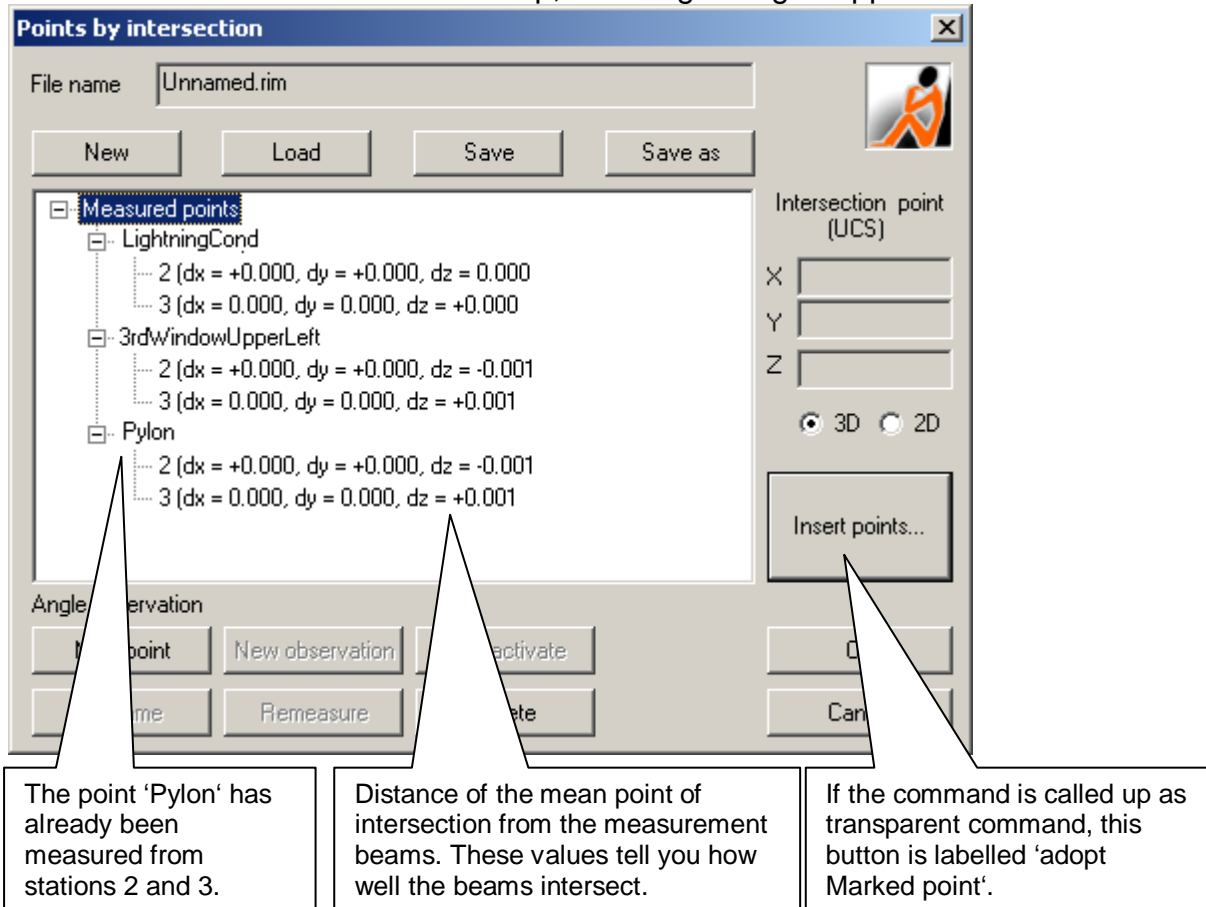 Points by intersection
File name Unnamed.rim
New Load Save Save as
Measured points
LightningCond
2 (dx = +0.000, dy = +0.000, dz = 0.000
3 (dx = 0.000, dy = 0.000, dz = +0.000
3rdWindowUpperLeft
2 (dx = +0.000, dy = +0.000, dz = -0.001
3 (dx = 0.000, dy = 0.000, dz = +0.001
Pylon
2 (dx = +0.000, dy = +0.000, dz = -0.001
3 (dx = 0.000, dy = 0.000, dz = +0.001
Intersection point
(UCS)
X
Y
Z
3D 2D
Insert points...
Angle
point New observation
Remeasure
The point ‘Pylon‘ has
already been
measured from
stations 2 and 3.
Distance of the mean point of
intersection from the measurement
beams. These values tell you how
well the beams intersect.
If the command is called up as
transparent command, this
button is labelled ‘adopt
Marked point‘.